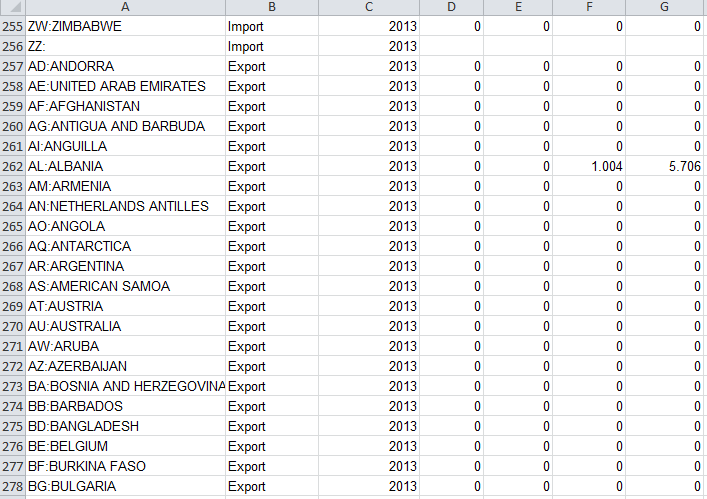 A B C D E F G
255 ZW:ZIMBABWE Import 2013 0 0 0 0
256 ZZ: Import 2013
257 AD:ANDORRA Export 2013 0 0 0 0
258 AE:UNITED ARAB EMIRATES Export 2013 0 0 0 0
259 AF:AFGHANISTAN Export 2013 0 0 0 0
260 AG:ANTIGUA AND BARBUDA Export 2013 0 0 0 0
261 AI:ANGUILLA Export 2013 0 0 0 0
262 AL:ALBANIA Export 2013 0 0 1.004 5.706
263 AM:ARMENIA Export 2013 0 0 0 0
264 AN:NETHERLANDS ANTILLES Export 2013 0 0 0 0
265 AO:ANGOLA Export 2013 0 0 0 0
266 AQ:ANTARCTICA Export 2013 0 0 0 0
267 AR:ARGENTINA Export 2013 0 0 0 0
268 AS:AMERICAN SAMOA Export 2013 0 0 0 0
269 AT:AUSTRIA Export 2013 0 0 0 0
270 AU:AUSTRALIA Export 2013 0 0 0 0
271 AW:ARUBA Export 2013 0 0 0 0
272 AZ:AZERBAIJAN Export 2013 0 0 0 0
273 BA:BOSNIA AND HERZEGOVINA Export 2013 0 0 0 0
274 BB:BARBADOS Export 2013 0 0 0 0
275 BD:BANGLADESH Export 2013 0 0 0 0
276 BE:BELGIUM Export 2013 0 0 0 0
277 BF:BURKINA FASO Export 2013 0 0 0 0
278 BG:BULGARIA Export 2013 0 0 0 0